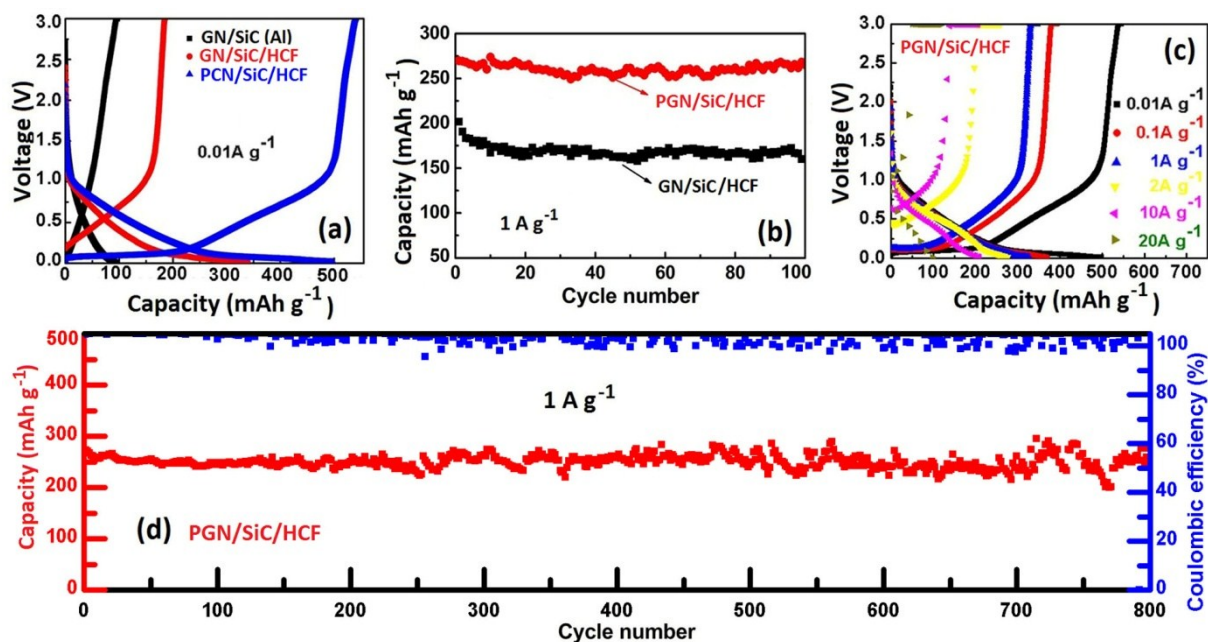 3.0
2.5
2.0
1.5
1.0
0.5
0.0
Voltage (V)
GN/SiC (Al)
GN/SiC/HCF
PCN/SiC/HCF
0.01A g⁻¹
(a)
0 100 200 300 400 500
Capacity (mAh g⁻¹)
300
250
200
150
100
50
Capacity (mAh g⁻¹)
PGN/SiC/HCF
GN/SiC/HCF
1 A g⁻¹
(b)
0 20 40 60 80 100
Cycle number
3.0
2.5
2.0
1.5
1.0
0.5
0.0
Voltage (V)
PGN/SiC/HCF
(c)
0.01A g⁻¹
0.1A g⁻¹
1A g⁻¹
2A g⁻¹
10A g⁻¹
20A g⁻¹
0 100 200 300 400 500 600 700
Capacity (mAh g⁻¹)
500
400
300
200
100
0
Capacity (mAh g⁻¹)
1 A g⁻¹
(d)
PGN/SiC/HCF
100
80
60
40
20
0
Coulombic efficiency (%)
0 100 200 300 400 500 600 700 800
Cycle number